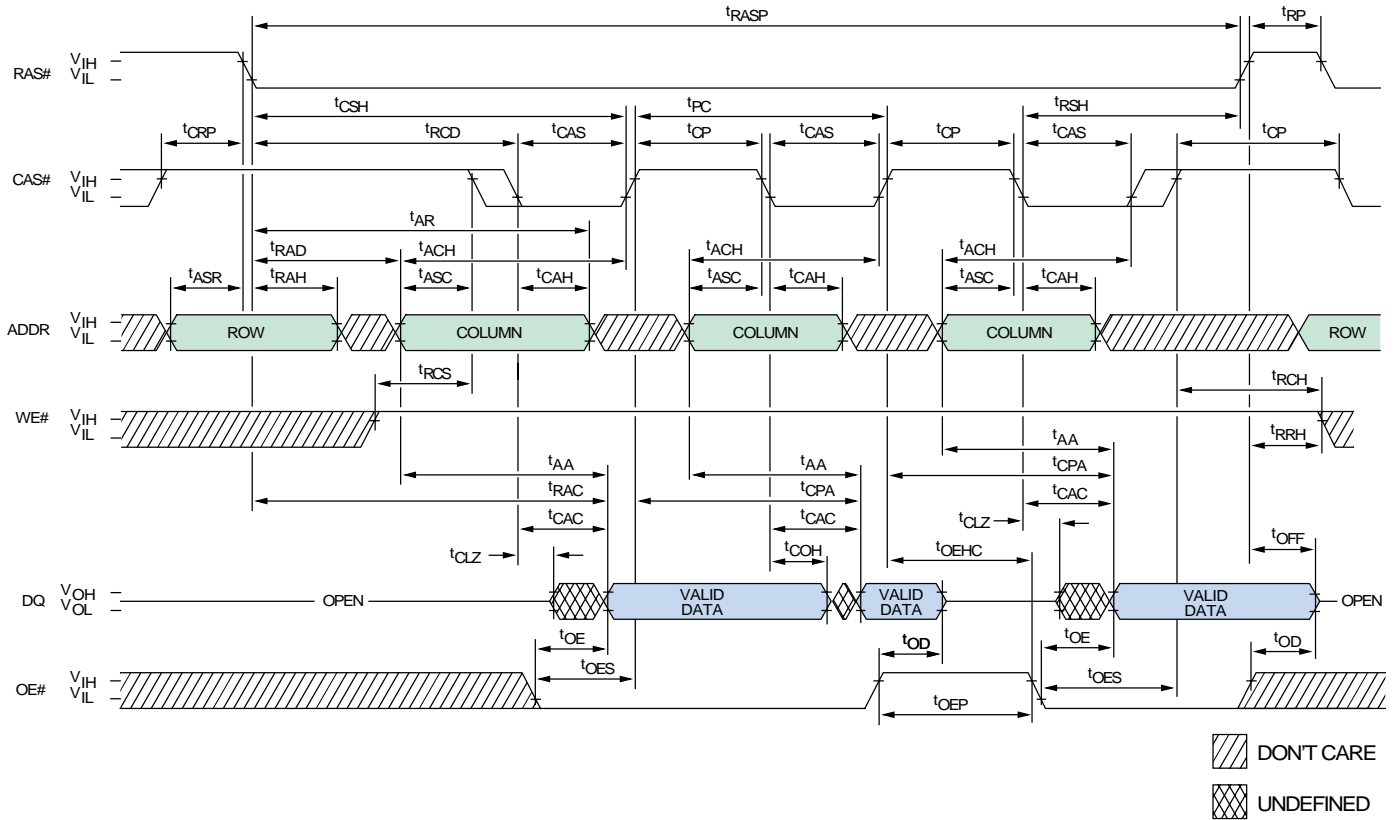 tRASP tRP
RAS# VIH
VIL
tCSH tPC tRSH
tCRP tRCD tCAS tCP tCAS tCP tCAS tCP
CAS# VIH
VIL
tAR
tRAD tACH tACH tACH
tASR tRAH tASC tCAH tASC tCAH tASC tCAH
ADDR VIH
VIL
ROW COLUMN COLUMN COLUMN ROW
tRCS tRCH
WE# VIH
VIL
tRRH
tAA tAA tAA
tRAC tCPA tCPA
tCAC tCAC tCAC
tCLZ tCOH tOEHC tCLZ tOFF
DQ VOH
VOL
OPEN VALID DATA VALID DATA VALID DATA OPEN
tOE tOD tOE tOD
tOES tOES
OE# VIH
VIL
tOEP
DON'T CARE
UNDEFINED